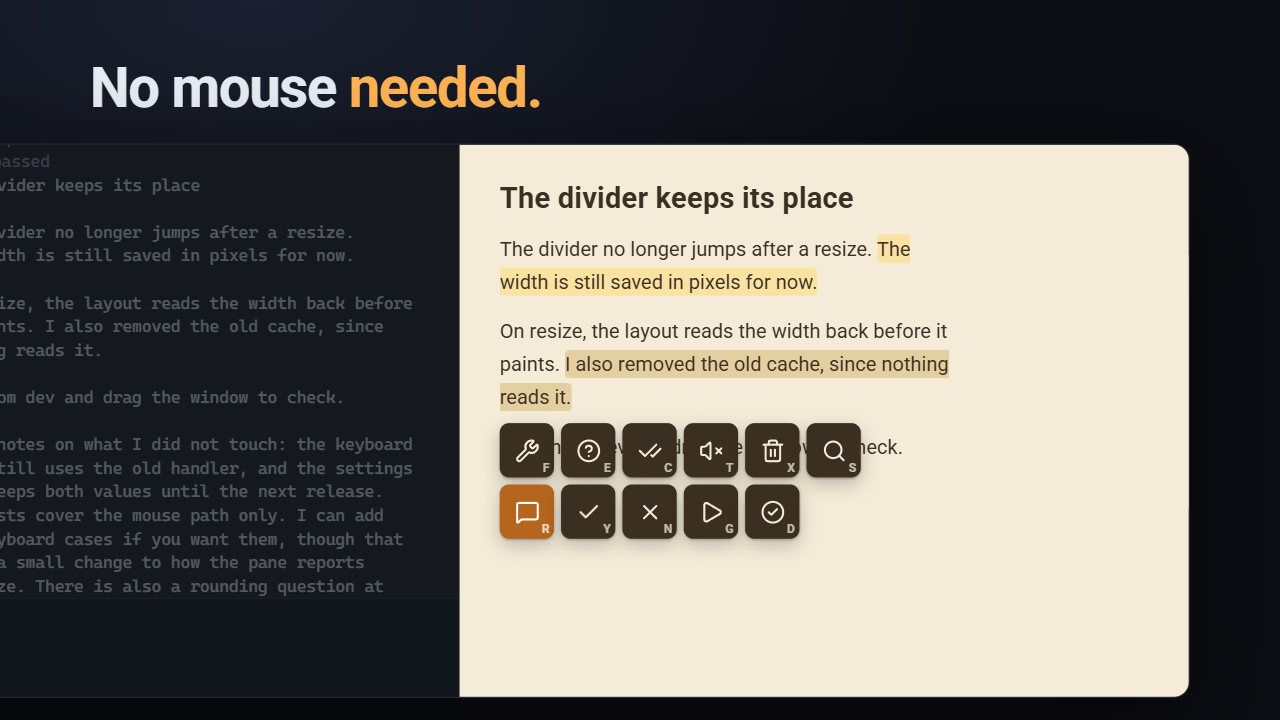 No mouse needed.
passed
vider keeps its place
vider no longer jumps after a resize.
dth is still saved in pixels for now.
ize, the layout reads the width back before
nts. I also removed the old cache, since
g reads it.
om dev and drag the window to check.
notes on what I did not touch: the keyboard
till uses the old handler, and the settings
eeps both values until the next release.
sts cover the mouse path only. I can add
yboard cases if you want them, though that
a small change to how the pane reports
ze. There is also a rounding question at
The divider keeps its place
The divider no longer jumps after a resize. The
width is still saved in pixels for now.
On resize, the layout reads the width back before it
paints. I also removed the old cache, since nothing
reads it.
heck.
F E C T X S
R Y N G D